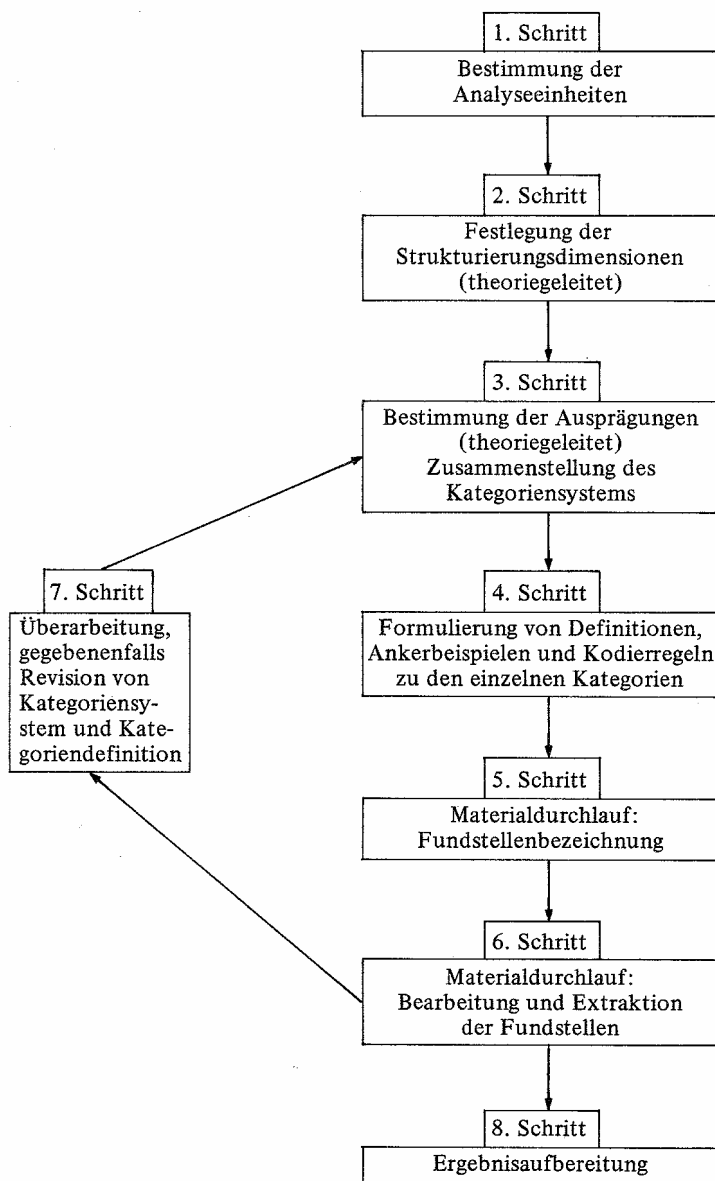 1. Schritt
Bestimmung der
Analyseeinheiten
2. Schritt
Festlegung der
Strukturierungsdimensionen
(theoriegeleitet)
3. Schritt
Bestimmung der Ausprägungen
(theoriegeleitet)
Zusammenstellung des
Kategoriensystems
4. Schritt
Formulierung von Definitionen,
Ankerbeispielen und Kodierregeln
zu den einzelnen Kategorien
5. Schritt
Materialdurchlauf:
Fundstellenbezeichnung
6. Schritt
Materialdurchlauf:
Bearbeitung und Extraktion
der Fundstellen
7. Schritt
Überarbeitung,
gegebenenfalls
Revision von
Kategoriensy-
stem und Kate-
goriendefinition
8. Schritt
Ergebnisaufbereitung